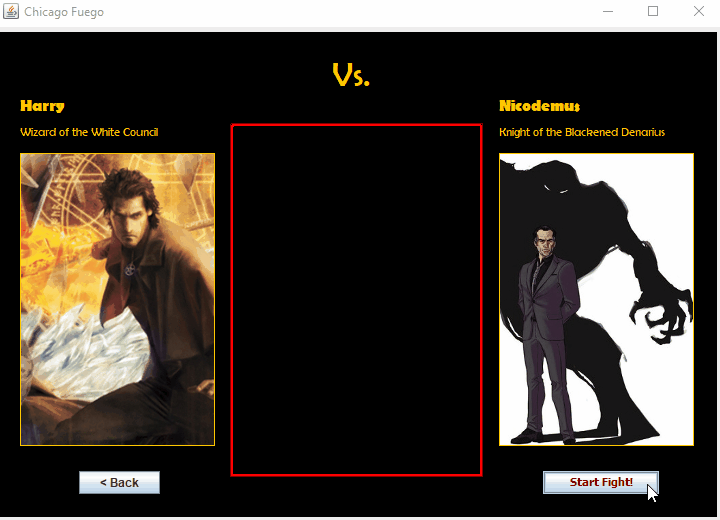 Chicago Fuego
Vs.
Harry
Nicodemus
Wizard of the White Council
Knight of the Blackened Denarius
< Back
Start Fight!